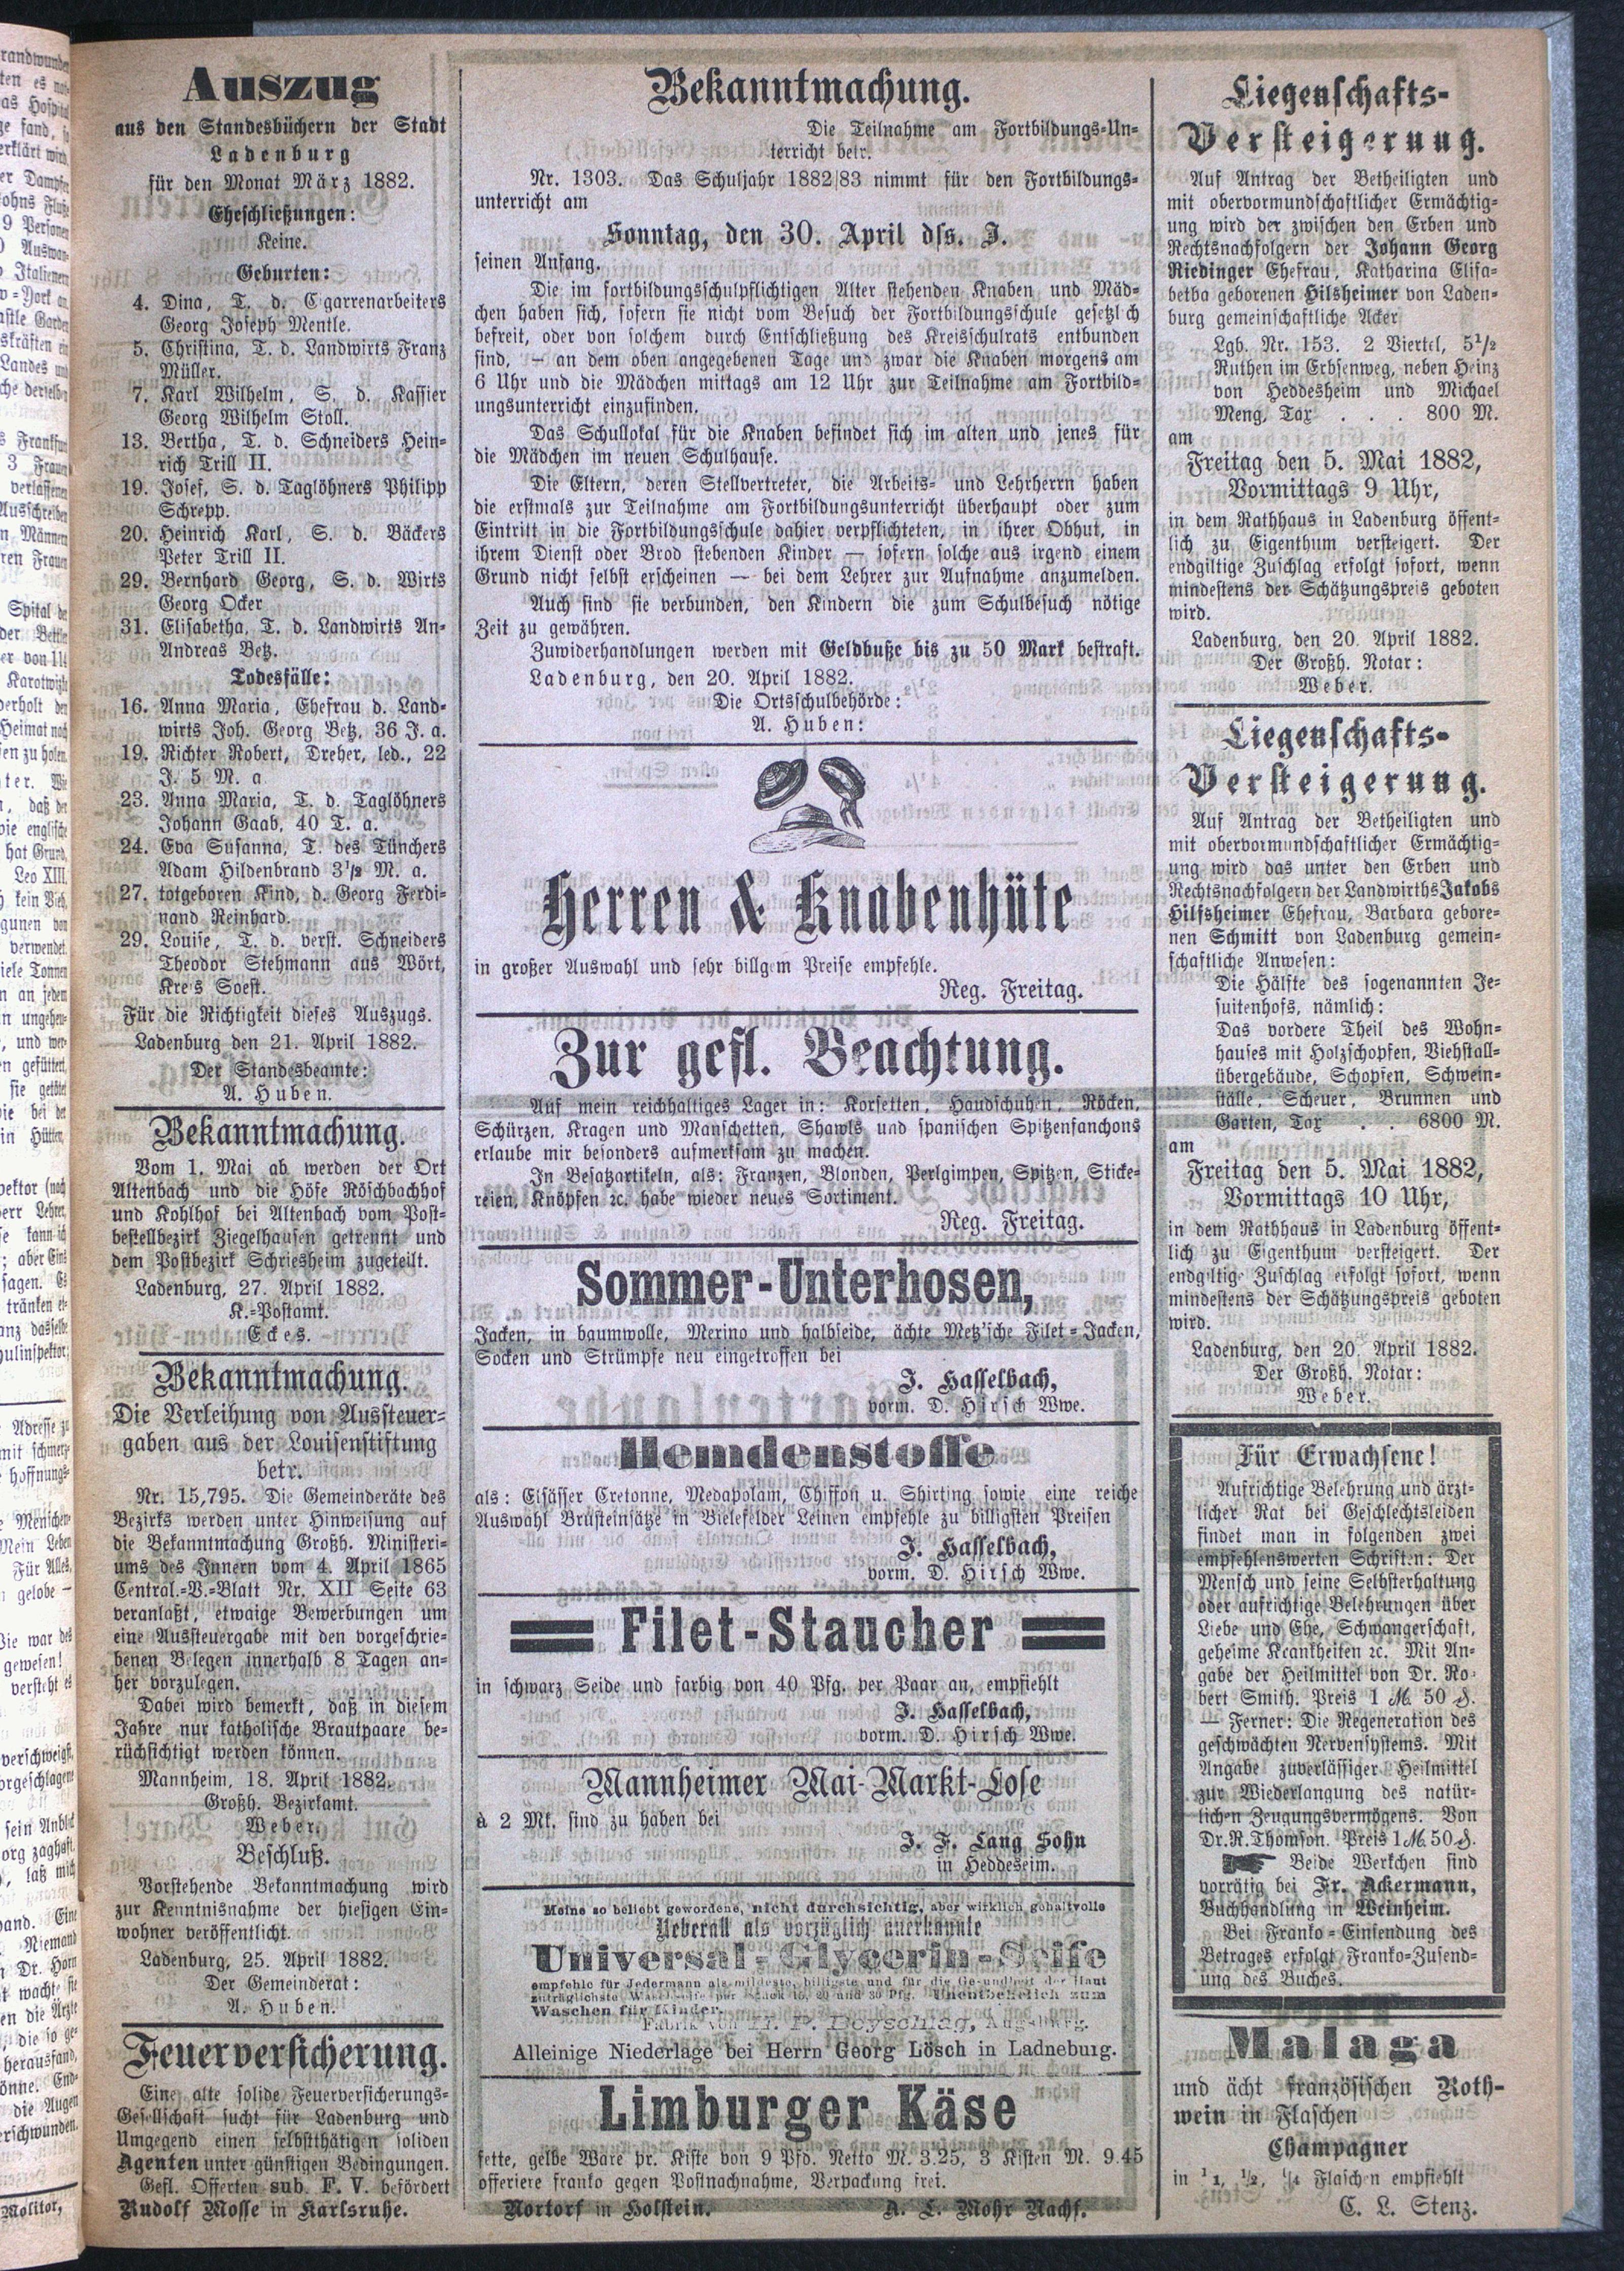 Auszug
aus den Standesbüchern der Stadt
Ladenburg
für den Monat März 1882.
Eheschließungen:
Keine.
Geburten:
4. Dina, T. d. Cigarrenarbeiters
Georg Joseph Mentle.
5. Christina, T. d. Landwirts Franz
Müller.
7. Karl Wilhelm, S. d. Kassier
Georg Wilhelm Stoll.
13. Bertha, T. d. Schneiders Hein-
rich Trill II.
19. Josef, S. d. Taglöhners Philipp
Schrepp.
20. Heinrich Karl, S. d. Bäckers
Peter Trill II.
29. Bernhard Georg, S. d. Wirts
Georg Ocker
31. Elisabetha, T. d. Landwirts An-
Andreas Betz.
Todesfälle:
16. Anna Maria, Ehefrau d. Land-
wirts Joh. Georg Betz, 36 J. a.
19. Richter Robert, Dreher, led., 22
J. 5 M. a.
23. Anna Maria, T. d. Taglöhners
Johann Gaab, 40 T. a.
24. Eva Susanna, T. des Tünchers
Adam Hildenbrand 3½ M. a.
27. totgeboren Kind, d. Georg Ferdi-
nand Reinhard.
29. Louise, T. d. verst. Schneiders
Theodor Stehmann aus Wört,
Kreis Soest.
Für die Richtigkeit dieses Auszugs.
Ladenburg den 21. April 1882.
Der Standesbeamte:
A. Huben.
Bekanntmachung.
Vom 1. Mai ab werden der Ort
Altenbach und die Höfe Röschbachhof
und Kohlhof bei Altenbach vom Post-
bestellbezirk Ziegelhausen getrennt und
dem Postbezirk Schriesheim zugeteilt.
Ladenburg, 27. April 1882.
K.-Postamt.
Eckes.
Bekanntmachung.
Die Verleihung von Aussteuer-
gaben aus der Louisenstiftung
betr.
Nr. 15,795. Die Gemeinderäte des
Bezirks werden unter Hinweisung auf
die Bekanntmachung Großh. Ministeri-
ums des Innern vom 4. April 1865
Central.-V.-Blatt Nr. XII Seite 63
veranlaßt, etwaige Bewerbungen um
eine Aussteuergabe mit den vorgeschrie-
benen Belegen innerhalb 8 Tagen an-
her vorzulegen.
Dabei wird bemerkt, daß in diesem
Jahre nur katholische Brautpaare be-
rücksichtigt werden können.
Mannheim, 18. April 1882.
Großh. Bezirkamt.
Weber.
Beschluß.
Vorstehende Bekanntmachung wird
zur Kenntnisnahme der hiesigen Ein-
wohner veröffentlicht.
Ladenburg, 25. April 1882.
Der Gemeinderat:
A. Huben.
Feuerversicherung.
Eine alte solide Feuerversicherungs-
Gesellschaft sucht für Ladenburg und
Umgegend einen selbstthätigen soliden
Agenten unter günstigen Bedingungen.
Gefl. Offerten sub. F. V. befördert
Rudolf Mosse in Karlsruhe.
Bekanntmachung.
Die Teilnahme am Fortbildungs-Un-
terricht betr.
Nr. 1303. Das Schuljahr 1882/83 nimmt für den Fortbildungs-
unterricht am
Sonntag, den 30. April dss. J.
seinen Anfang.
Die im fortbildungsschulpflichtigen Alter stehenden Knaben und Mäd-
chen haben sich, sofern sie nicht vom Besuch der Fortbildungsschule gesetzlich
befreit, oder von solchem durch Entschließung des Kreisschulrats entbunden
sind, — an dem oben angegebenen Tage und zwar die Knaben morgens am
6 Uhr und die Mädchen mittags am 12 Uhr zur Teilnahme am Fortbild-
ungsunterricht einzufinden.
Das Schullokal für die Knaben befindet sich im alten und jenes für
die Mädchen im neuen Schulhause.
Die Eltern, deren Stellvertreter, die Arbeits- und Lehrherrn haben
die erstmals zur Teilnahme am Fortbildungsunterricht überhaupt oder zum
Eintritt in die Fortbildungsschule dahier verpflichteten, in ihrer Obhut, in
ihrem Dienst oder Brod stehenden Kinder — sofern solche aus irgend einem
Grund nicht selbst erscheinen — bei dem Lehrer zur Aufnahme anzumelden.
Auch sind sie verbunden, den Kindern die zum Schulbesuch nötige
Zeit zu gewähren.
Zuwiderhandlungen werden mit Geldbuße bis zu 50 Mark bestraft.
Ladenburg, den 20. April 1882.
Die Ortsschulbehörde:
A. Huben:
Herren & Knabenhüte
in großer Auswahl und sehr billgem Preise empfehle.
Reg. Freitag.
Zur gefl. Beachtung.
Auf mein reichhaltiges Lager in: Korsetten, Handschuhen, Röcken,
Schürzen, Kragen und Manschetten, Shawls und spanischen Spitzenfanchons
erlaube mir besonders aufmerksam zu machen.
In Besatzartikeln, als: Franzen, Blonden, Perlgimpen, Spitzen, Sticke-
reien, Knöpfen ꝛc. habe wieder neues Sortiment.
Reg. Freitag.
Sommer-Unterhosen,
Jacken, in baumwolle, Merino und halbseide, ächte Metz'sche Filet-Jacken,
Socken und Strümpfe neu eingetroffen bei
J. Hasselbach,
vorm. D. Hirsch Wwe.
Hemdenstoffe
als: Elsässer Cretonne, Medapolam, Chiffon u. Shirting sowie eine reiche
Auswahl Brusteinsätze in Bielefelder Leinen empfehle zu billigsten Preisen
J. Hasselbach,
vorm. D. Hirsch Wwe.
Filet-Staucher
in schwarz Seide und farbig von 40 Pfg. per Paar an, empfiehlt
J. Hasselbach,
vorm. D. Hirsch Wwe.
Mannheimer Mai-Markt-Lose
à 2 Mk. sind zu haben bei
J. F. Lang Sohn
in Heddeseim.
Meine so beliebt gewordene, nicht durchsichtig, aber wirklich gehaltvolle
Ueberall als vorzüglich anerkannte
Universal-Glycerin-Seife
empfehle für Jedermann als mildeste, billigste und für die Gesundheit der Haut
zuträglichste Waschseife per Stück 15, 20 und 30 Pfg. Unentbehrlich zum
Waschen für Kinder.
Fabrik von H. P. Beyschlag, Augsburg.
Alleinige Niederlage bei Herrn Georg Lösch in Ladneburg.
Limburger Käse
fette, gelbe Ware pr. Kiste von 9 Pfd. Netto M. 3.25, 3 Kisten M. 9.45
offeriere franko gegen Postnachnahme, Verpackung frei.
Nortorf in Holstein. A. L. Mohr Nachf.
Liegenschafts-
Versteigerung.
Auf Antrag der Betheiligten und
mit obervormundschaftlicher Ermächtig-
ung wird der zwischen den Erben und
Rechtsnachfolgern der Johann Georg
Riedinger Ehefrau, Katharina Elisa-
betha geborenen Hilsheimer von Laden-
burg gemeinschaftliche Acker
Lgb. Nr. 153. 2 Viertel, 5½
Ruthen im Erbsenweg, neben Heinz
von Heddesheim und Michael
Meng, Tax . . . 800 M.
am
Freitag den 5. Mai 1882,
Vormittags 9 Uhr,
in dem Rathhaus in Ladenburg öffent-
lich zu Eigenthum versteigert. Der
endgiltige Zuschlag erfolgt sofort, wenn
mindestens der Schätzungspreis geboten
wird.
Ladenburg, den 20. April 1882.
Der Großh. Notar:
Weber.
Liegenschafts-
Versteigerung.
Auf Antrag der Betheiligten und
mit obervormundschaftlicher Ermächtig-
ung wird das unter den Erben und
Rechtsnachfolgern der Landwirths Jakobs
Hilfsheimer Ehefrau, Barbara gebore-
nen Schmitt von Ladenburg gemein-
schaftliche Anwesen:
Die Hälfte des sogenannten Je-
suitenhofs, nämlich:
Das vordere Theil des Wohn-
hauses mit Holzschopfen, Viehstall-
übergebäude, Schopfen, Schwein-
ställe, Scheuer, Brunnen und
Garten, Tax . . 6800 M.
am
Freitag den 5. Mai 1882,
Vormittags 10 Uhr,
in dem Rathhaus in Ladenburg öffent-
lich zu Eigenthum versteigert. Der
endgiltige Zuschlag erfolgt sofort, wenn
mindestens der Schätzungspreis geboten
wird.
Ladenburg, den 20. April 1882.
Der Großh. Notar:
Weber.
Für Erwachsene!
Aufrichtige Belehrung und ärzt-
licher Rat bei Geschlechtsleiden
findet man in folgenden zwei
empfehlenswerten Schriften: Der
Mensch und seine Selbsterhaltung
oder aufrichtige Belehrungen über
Liebe und Ehe, Schwangerschaft,
geheime Krankheiten ꝛc. Mit An-
gabe der Heilmittel von Dr. Ro-
bert Smith. Preis 1 M. 50 ₰.
— Ferner: Die Regeneration des
geschwächten Nervensystems. Mit
Angabe zuverlässiger Heilmittel
zur Wiederlangung des natür-
lichen Zeugungsvermögens. Von
Dr. R. Thomson. Preis 1 M. 50 ₰.
Beide Werkchen sind
vorrätig bei Fr. Ackermann,
Buchhandlung in Weinheim.
Bei Franko-Einsendung des
Betrages erfolgt Franko-Zusend-
ung des Buches.
Malaga
und ächt französischen Roth-
wein in Flaschen
Champagner
in 1/1, 1/2, 1/4 Flaschen empfiehlt
C. L. Stenz.